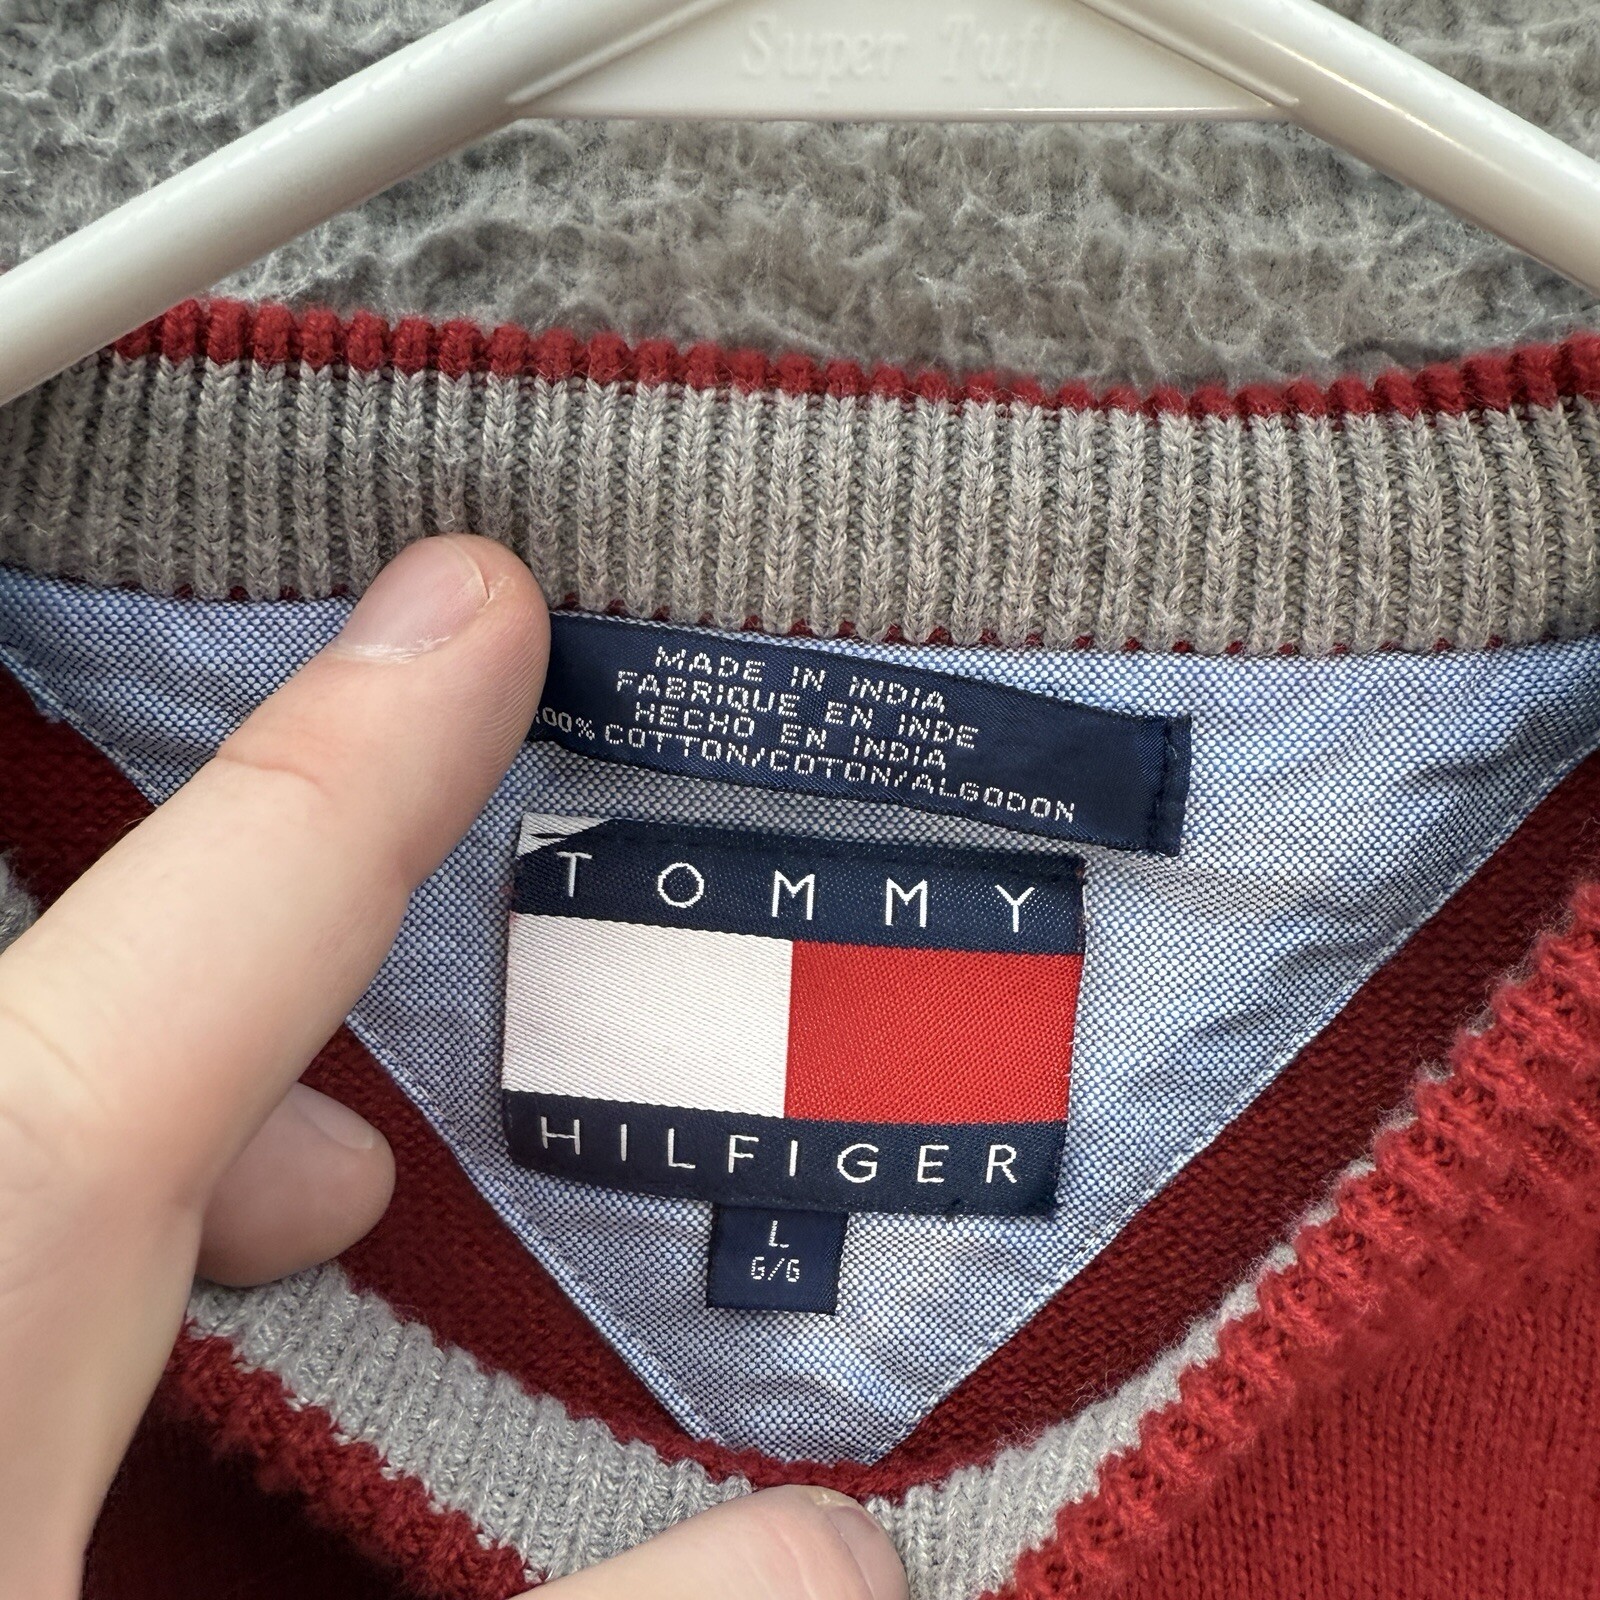 Super Tuff
MADE IN INDIA
FABRIQUE EN INDE
HECHO EN INDIA
100% COTTON/COTON/ALGODON
TOMMY
HILFIGER
L
G/G